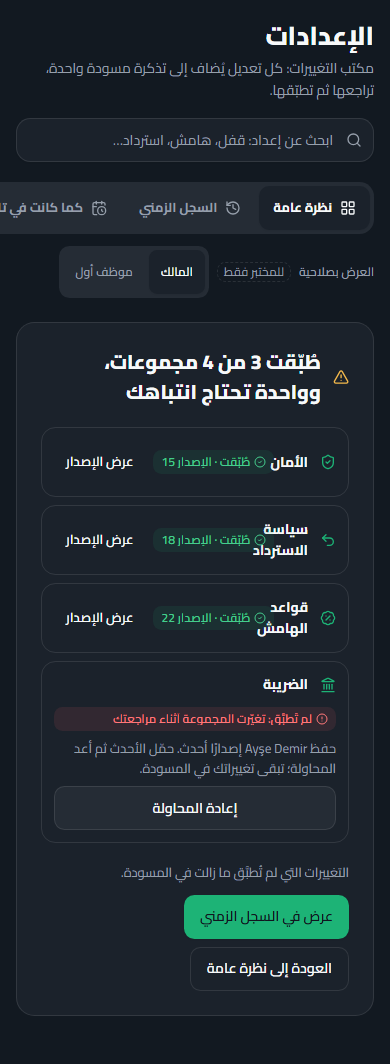 الإعدادات
مكتب التغييرات: كل تعديل يُضاف إلى تذكرة مسودة واحدة،
تراجعها ثم تطبّقها.
ابحث عن إعداد: قفل، هامش، استرداد...
نظرة عامة
السجل الزمني
كما كانت في
العرض بصلاحية
للمختبر فقط
المالك
موظف أول
طُبّقت 3 من 4 مجموعات،
وواحدة تحتاج انتباهك
الأمان
طُبّقت · الإصدار 15
عرض الإصدار
سياسة
الاسترداد
طُبّقت · الإصدار 18
عرض الإصدار
قواعد
الهامش
طُبّقت · الإصدار 22
عرض الإصدار
الضريبة
لم تُطبَّق: تغيّرت المجموعة أثناء مراجعتك
حفظ Ayşe Demir إصدارًا أحدث. حمّل الأحدث ثم أعد
المحاولة؛ تبقى تغييراتك في المسودة.
إعادة المحاولة
التغييرات التي لم تُطبَّق ما زالت في المسودة.
عرض في السجل الزمني
العودة إلى نظرة عامة